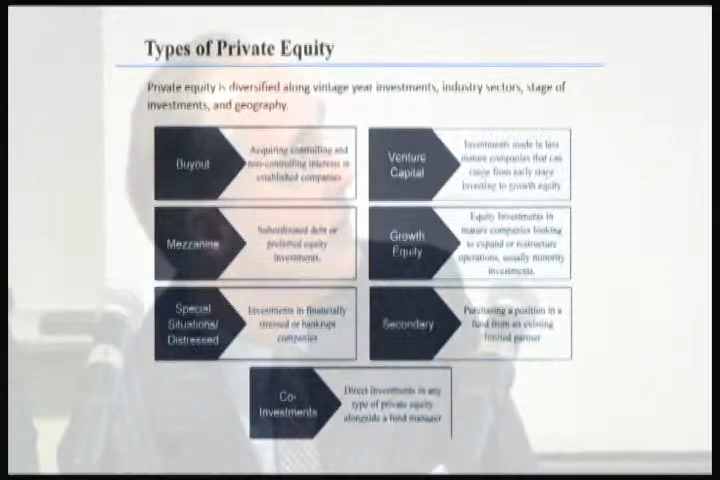 Types of Private Equity
Private equity is diversified along vintage year investments, industry sectors, stage of
investments, and geography.
Buyout
Acquiring controlling and
non-controlling interests in
established companies
Venture
Capital
Investments made in less
mature companies that can
range from early stage
investing to growth equity
Mezzanine
Subordinated debt or
preferred equity
investments.
Growth
Equity
Equity Investments in
mature companies looking
to expand or restructure
operations, usually minority
investments.
Special
Situations/
Distressed
Investments in financially
stressed or bankrupt
companies
Secondary
Purchasing a position in a
fund from an existing
limited partner
Co-
Investments
Direct Investments in any
type of private equity
alongside a fund manager